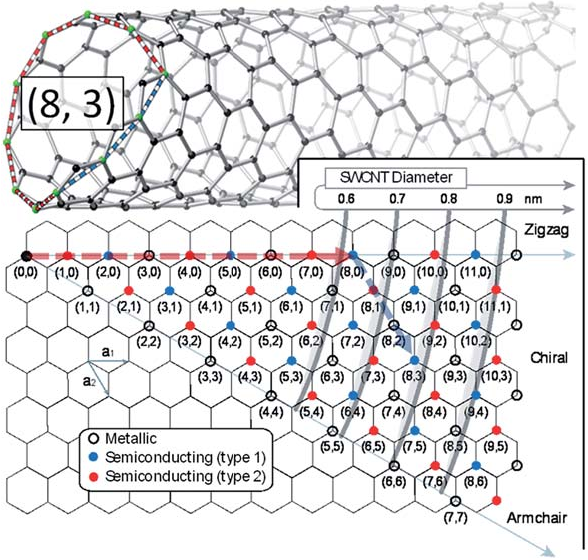 (8, 3)
SWCNT Diameter
0.6 0.7 0.8 0.9 nm
Zigzag
(0,0) (1,0) (2,0) (3,0) (4,0) (5,0) (6,0) (7,0) (8,0) (9,0) (10,0) (11,0)
(1,1) (2,1) (3,1) (4,1) (5,1) (6,1) (7,1) (8,1) (9,1) (10,1) (11,1)
(2,2) (3,2) (4,2) (5,2) (6,2) (7,2) (8,2) (9,2) (10,2)
Chiral
a1
(3,3) (4,3) (5,3) (6,3) (7,3) (8,3) (9,3) (10,3)
a2
(4,4) (5,4) (6,4) (7,4) (8,4) (9,4)
Metallic
Semiconducting (type 1)
Semiconducting (type 2)
(5,5) (6,5) (7,5) (8,5) (9,5)
(6,6) (7,6) (8,6)
(7,7)
Armchair